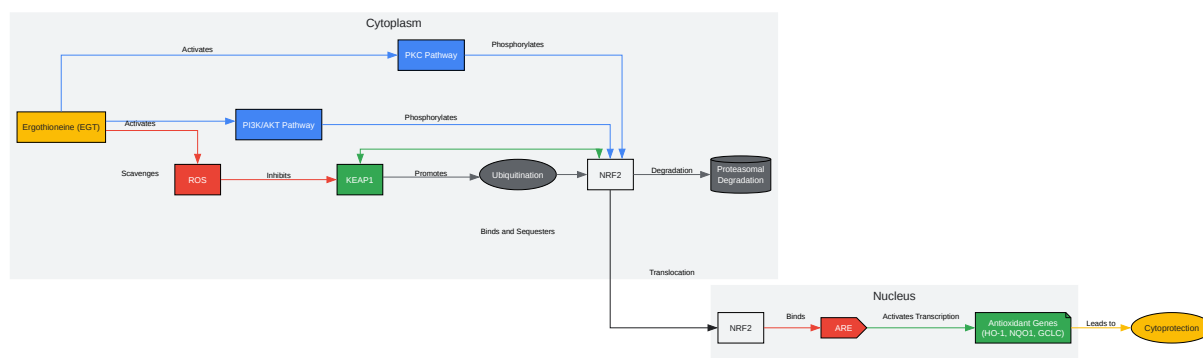 Cytoplasm
Activates
Phosphorylates
PKC Pathway
Ergothioneine (EGT)
Activates
PI3K/AKT Pathway
Phosphorylates
Scavenges
ROS
Inhibits
KEAP1
Promotes
Ubiquitination
NRF2
Degradation
Proteasomal
Degradation
Binds and Sequesters
Translocation
Nucleus
NRF2
Binds
ARE
Activates Transcription
Antioxidant Genes
(HO-1, NQO1, GCLC)
Leads to
Cytoprotection